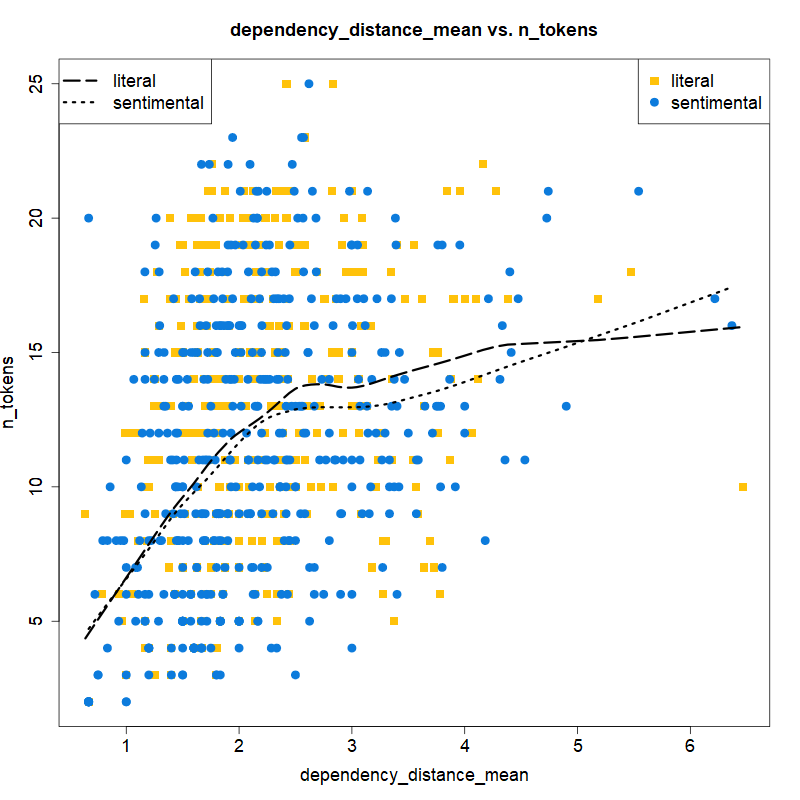 dependency_distance_mean vs. n_tokens
literal
sentimental
literal
sentimental
25
20
15
10
5
n_tokens
1 2 3 4 5 6
dependency_distance_mean